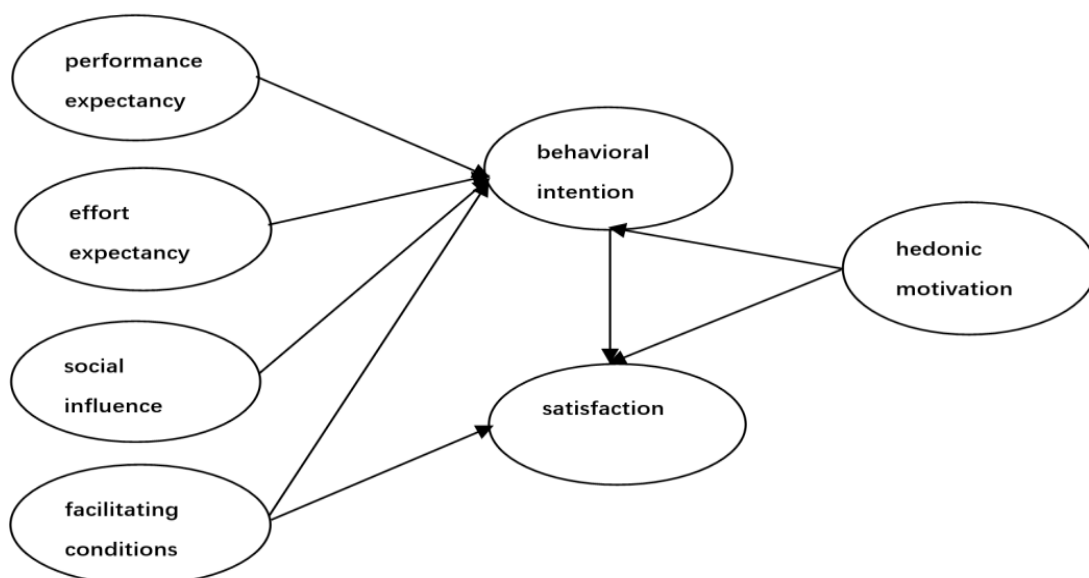 performance
expectancy
effort
expectancy
social
influence
facilitating
conditions
behavioral
intention
satisfaction
hedonic
motivation